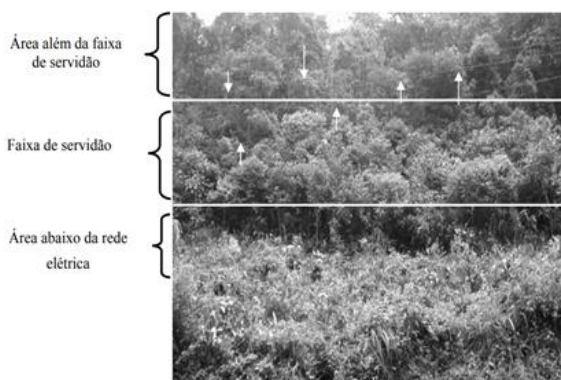 Área além da faixa
de servidão
Faixa de servidão
Área abaixo da rede
elétrica